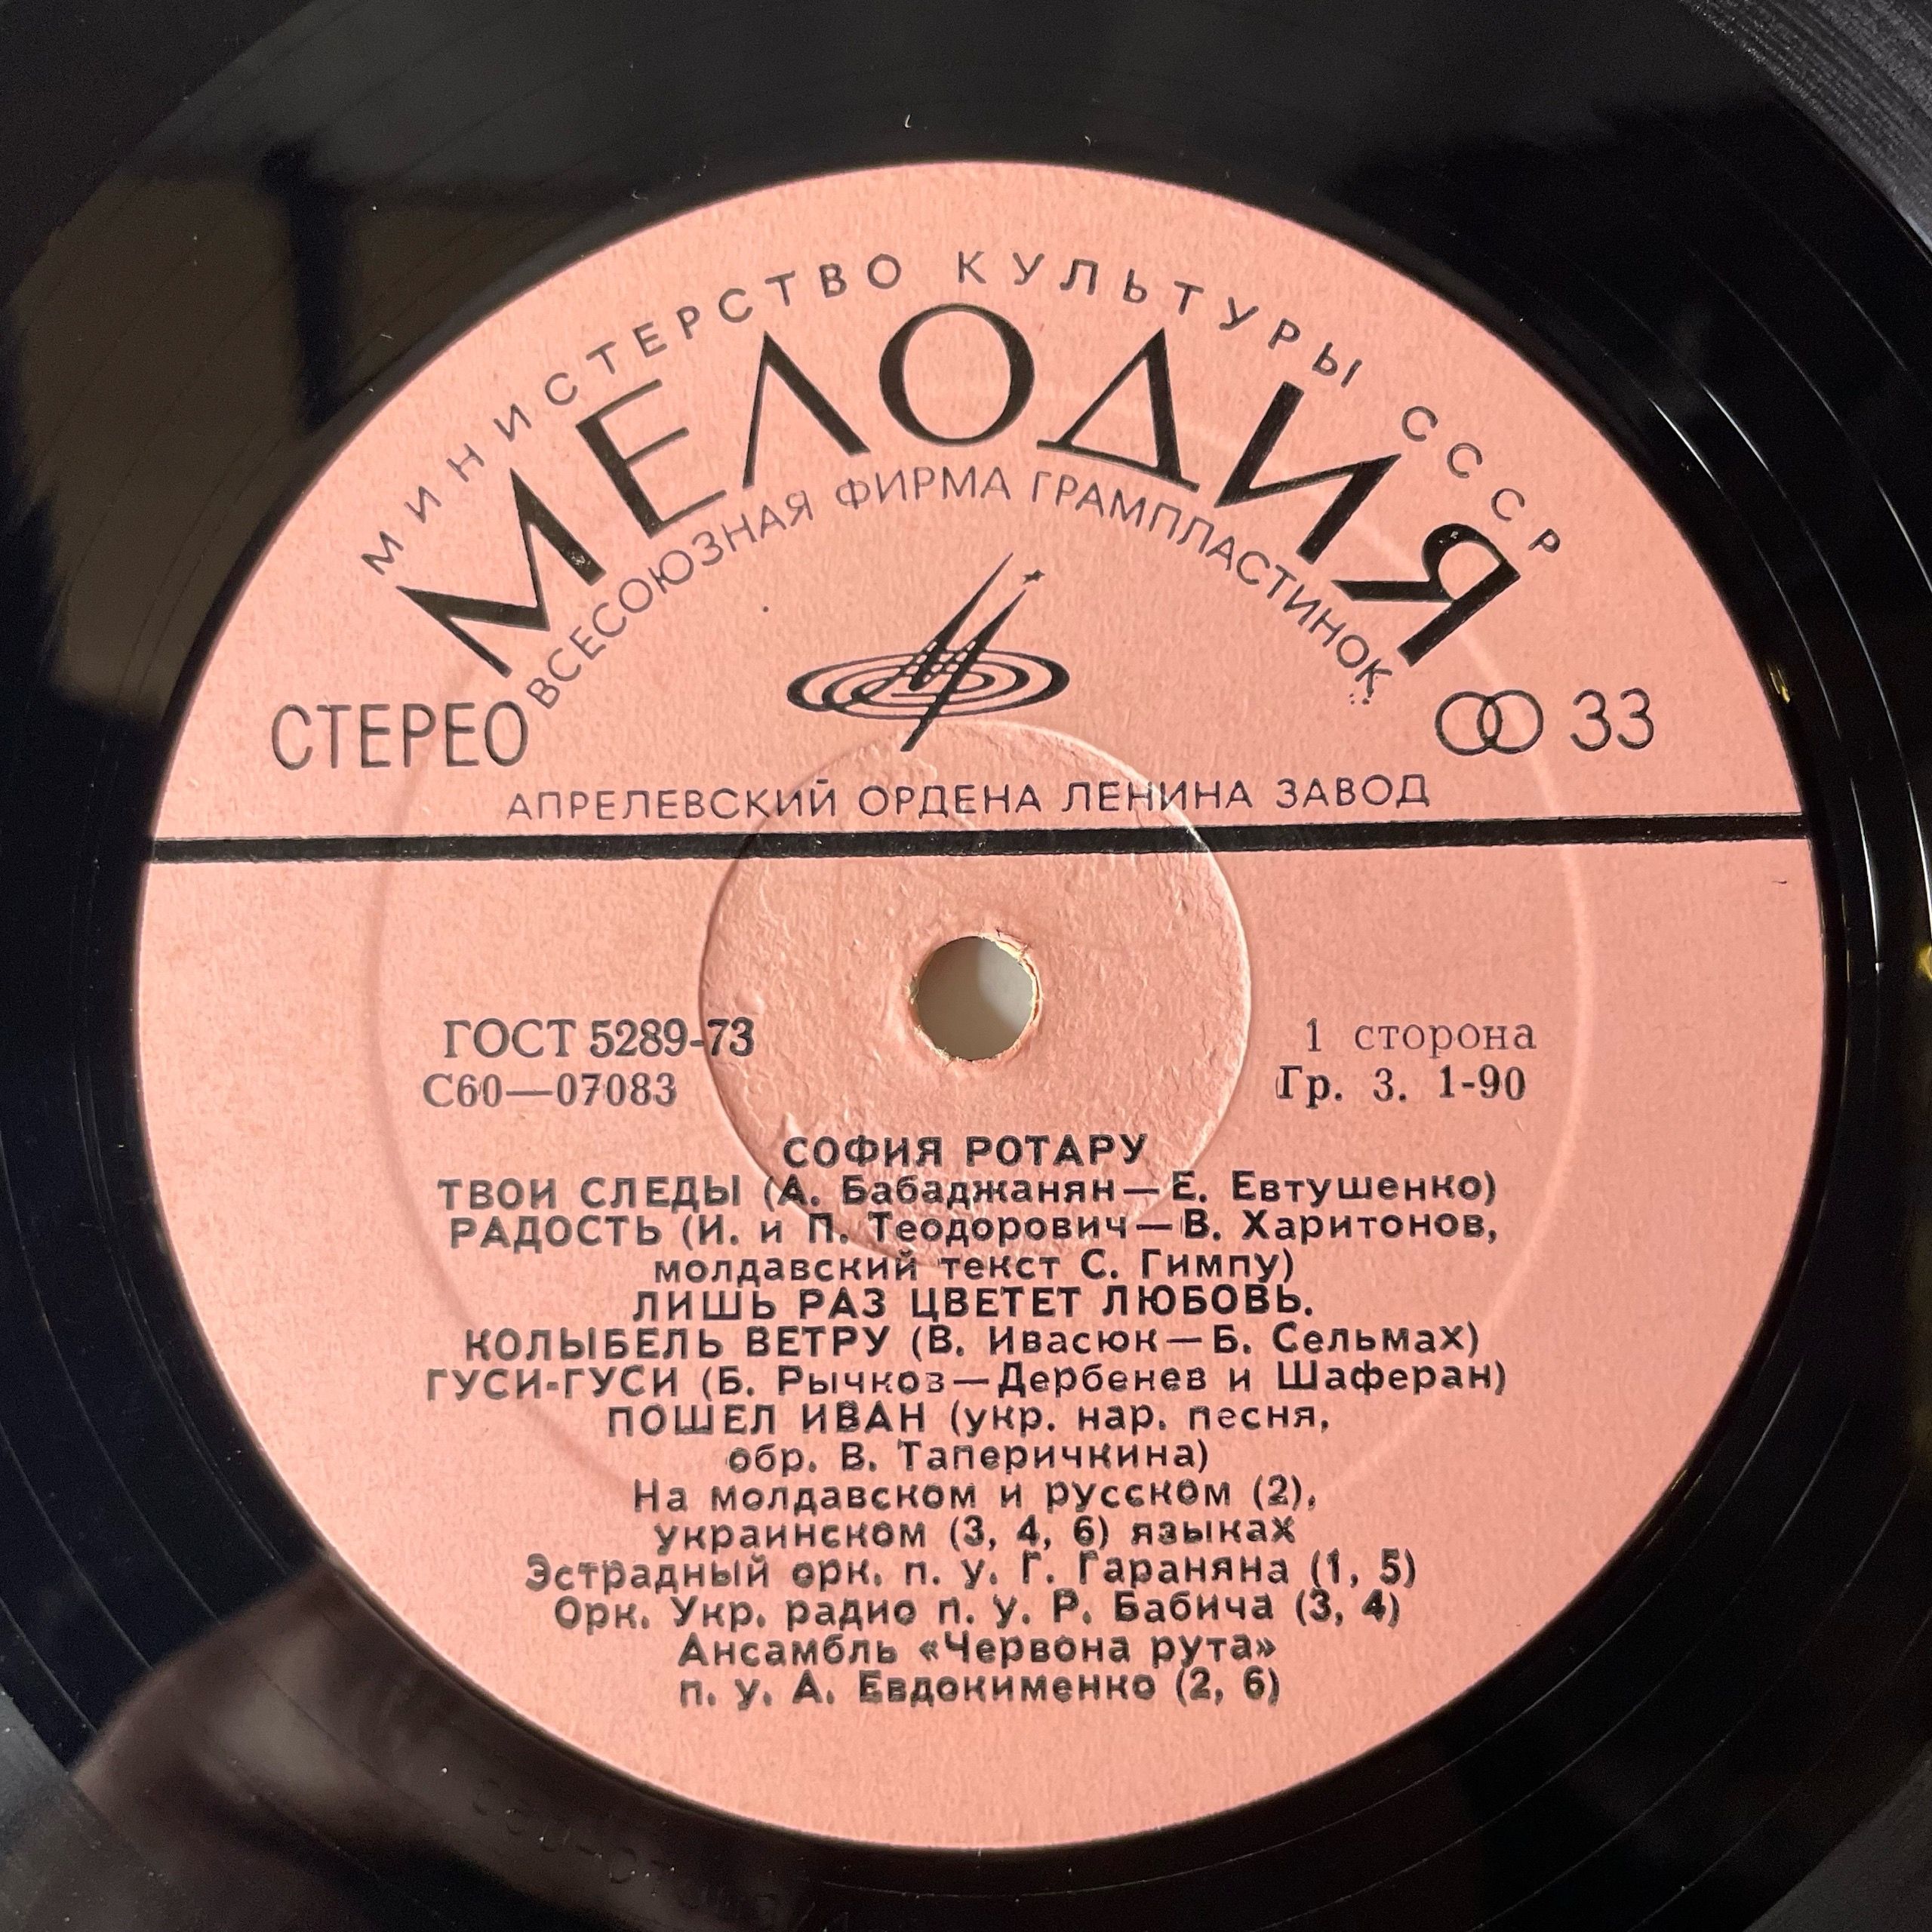 МИНИСТЕРСТВО КУЛЬТУРЫ СССР
МЕЛОДИЯ
ВСЕСОЮЗНАЯ ФИРМА ГРАМПЛАСТИНОК
СТЕРЕО
33
АПРЕЛЕВСКИЙ ОРДЕНА ЛЕНИНА ЗАВОД
ГОСТ 5289-73
1 сторона
С60—07083
Гр. 3. 1-90
СОФИЯ РОТАРУ
ТВОИ СЛЕДЫ (А. Бабаджанян—Е. Евтушенко)
РАДОСТЬ (И. и П. Теодорович—В. Харитонов,
молдавский текст С. Гимпу)
ЛИШЬ РАЗ ЦВЕТЕТ ЛЮБОВЬ.
КОЛЫБЕЛЬ ВЕТРУ (В. Ивасюк—Б. Сельмах)
ГУСИ-ГУСИ (Б. Рычков—Дербенев и Шаферан)
ПОШЕЛ ИВАН (укр. нар. песня,
обр. В. Таперичкина)
На молдавском и русском (2),
украинском (3, 4, 6) языках
Эстрадный орк. п. у. Г. Гараняна (1, 5)
Орк. Укр. радио п. у. Р. Бабича (3, 4)
Ансамбль «Червона рута»
п. у. А. Евдокименко (2, 6)